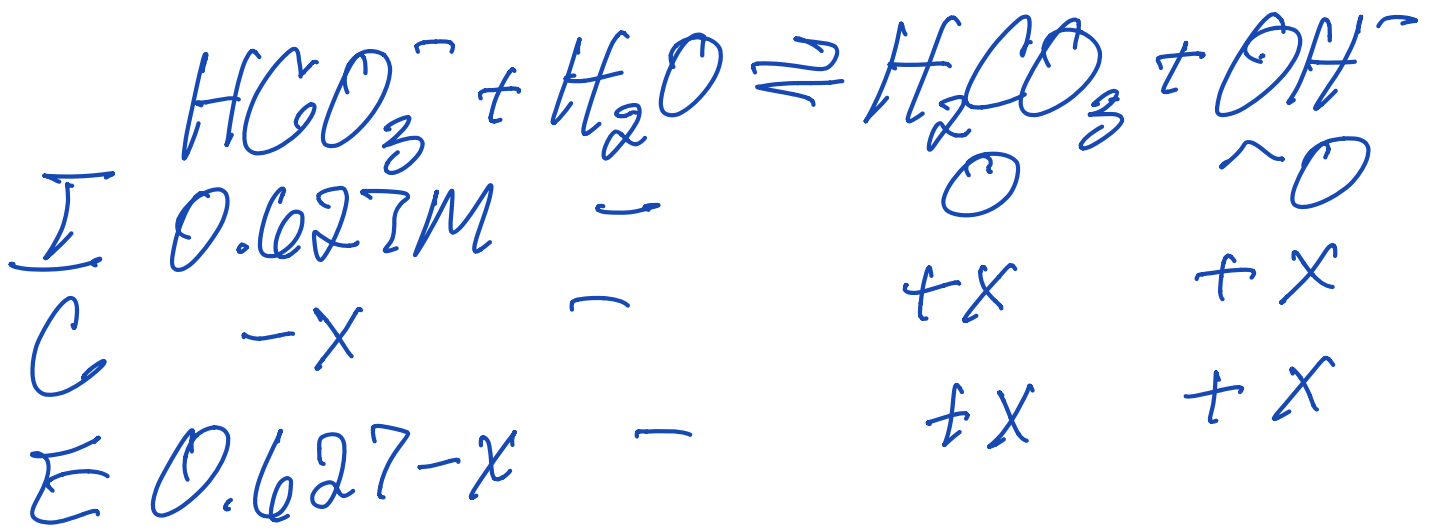 HCO₃⁻ + H₂O ⇌ H₂CO₃ + OH⁻
I 0.627M - 0 ~0
C -x - +x +x
E 0.627-x - +x +x